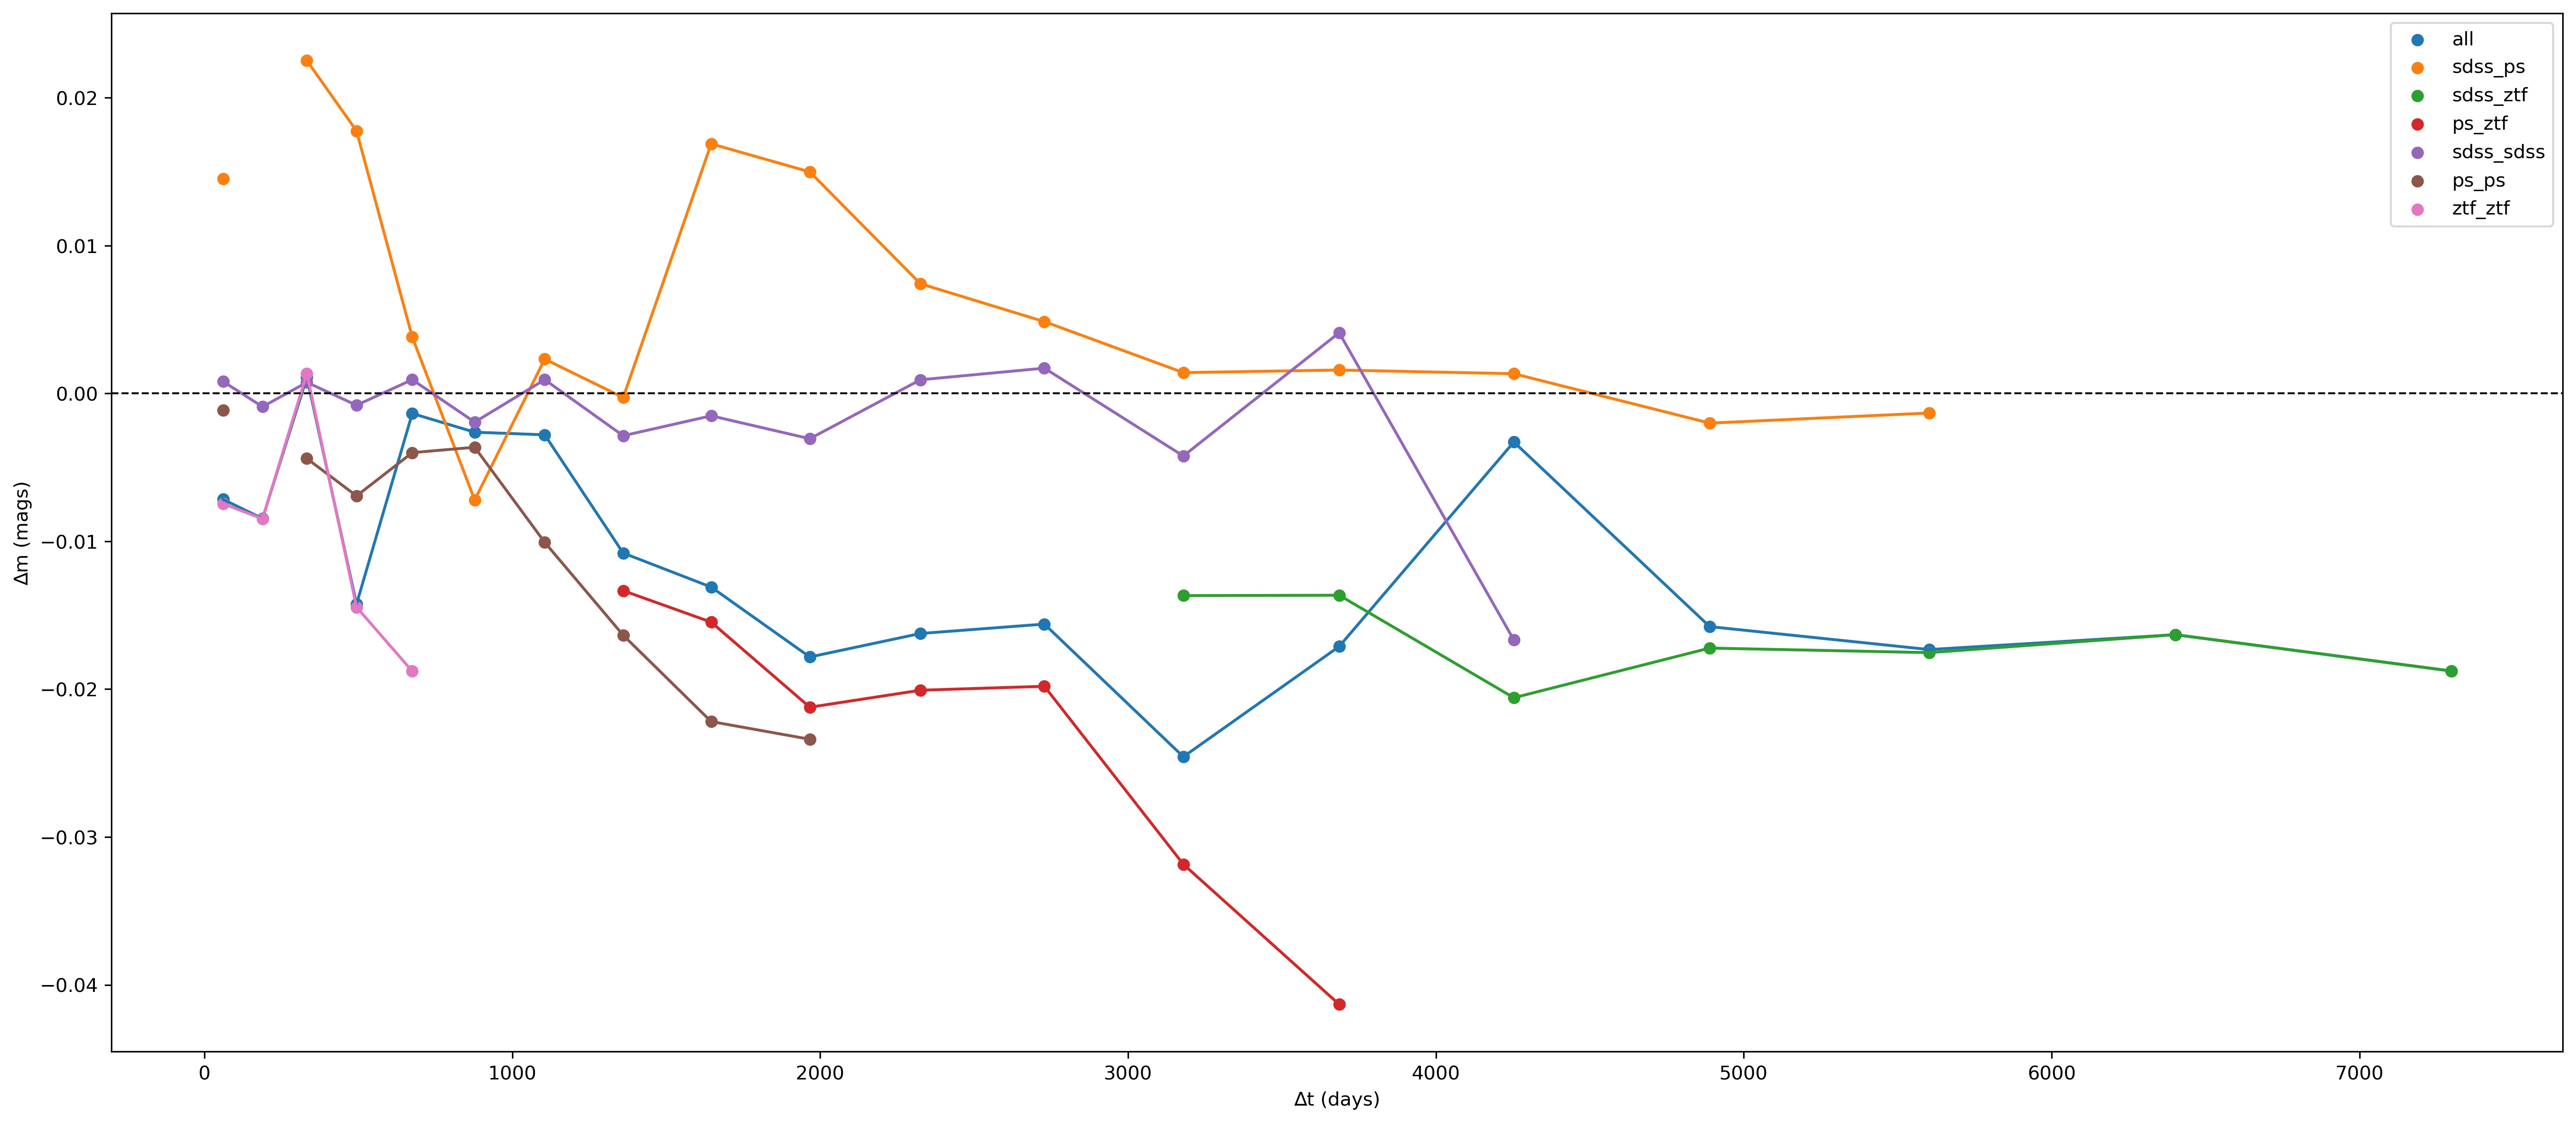 all
sdss_ps
sdss_ztf
ps_ztf
sdss_sdss
ps_ps
ztf_ztf
0.02
0.01
0.00
−0.01
−0.02
−0.03
−0.04
Δm (mags)
0 1000 2000 3000 4000 5000 6000 7000
Δt (days)